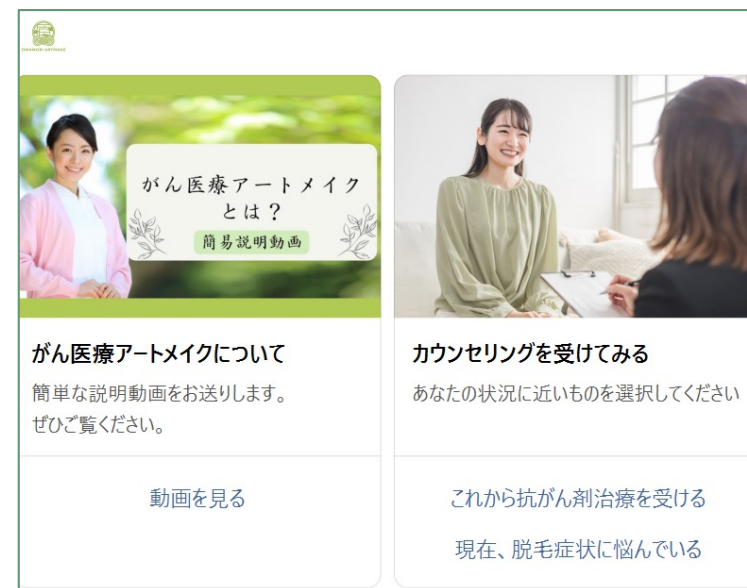 がん医療アートメイク
とは？
簡易説明動画
がん医療アートメイクについて
簡単な説明動画をお送りします。
ぜひご覧ください。
動画を見る
カウンセリングを受けてみる
あなたの状況に近いものを選択してください
これから抗がん剤治療を受ける
現在、脱毛症状に悩んでいる